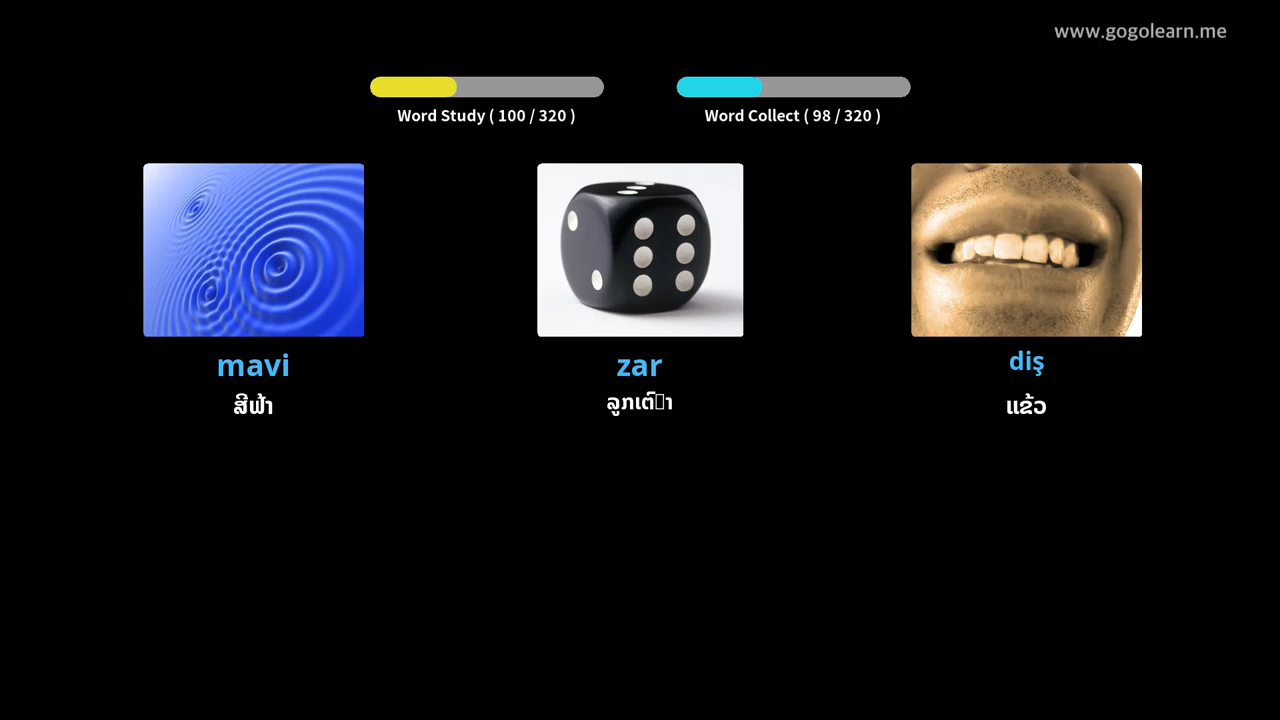 www.gogolearn.me
Word Study ( 100 / 320 )
Word Collect ( 98 / 320 )
mavi
zar
diş
ສີຟ້າ
ແຂ້ວ